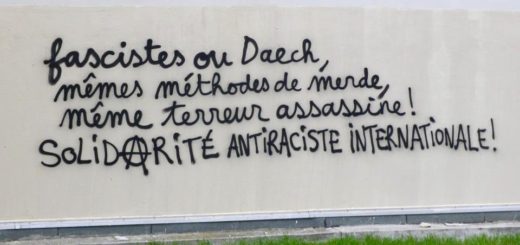 fascistes ou Daech,
mêmes méthodes de merde,
même terreur assassine !
SOLIDARITÉ ANTIRACISTE INTERNATIONALE !